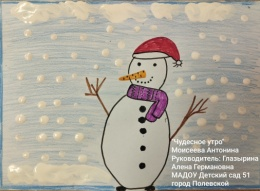 "Чудесное утро"
Моисеева Антонина
Руководитель: Глазырина
Алена Германовна
МАДОУ Детский сад 51
город Полевской